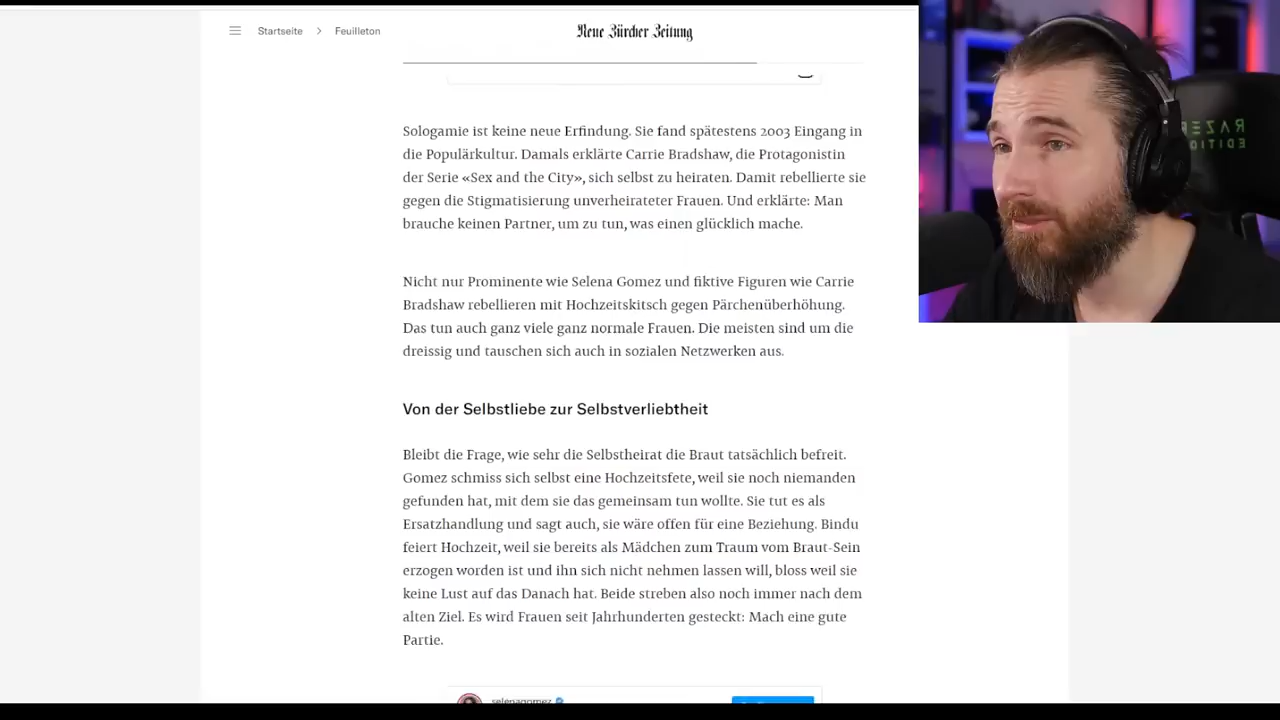 Startseite
Feuilleton
Neue Zürcher Zeitung
Sologamie ist keine neue Erfindung. Sie fand spätestens 2003 Eingang in
die Populärkultur. Damals erklärte Carrie Bradshaw, die Protagonistin
der Serie «Sex and the City», sich selbst zu heiraten. Damit rebellierte sie
gegen die Stigmatisierung unverheirateter Frauen. Und erklärte: Man
brauche keinen Partner, um zu tun, was einen glücklich mache.
Nicht nur Prominente wie Selena Gomez und fiktive Figuren wie Carrie
Bradshaw rebellieren mit Hochzeitskitsch gegen Pärchenüberhöhung.
Das tun auch ganz viele ganz normale Frauen. Die meisten sind um die
dreissig und tauschen sich auch in sozialen Netzwerken aus.
Von der Selbstliebe zur Selbstverliebtheit
Bleibt die Frage, wie sehr die Selbstheirat die Braut tatsächlich befreit.
Gomez schmiss sich selbst eine Hochzeitsfete, weil sie noch niemanden
gefunden hat, mit dem sie das gemeinsam tun wollte. Sie tut es als
Ersatzhandlung und sagt auch, sie wäre offen für eine Beziehung. Bindu
feiert Hochzeit, weil sie bereits als Mädchen zum Traum vom Braut-Sein
erzogen worden ist und ihn sich nicht nehmen lassen will, bloss weil sie
keine Lust auf das Danach hat. Beide streben also noch immer nach dem
alten Ziel. Es wird Frauen seit Jahrhunderten gesteckt: Mach eine gute
Partie.
selenagomez
RAZER
EDITION